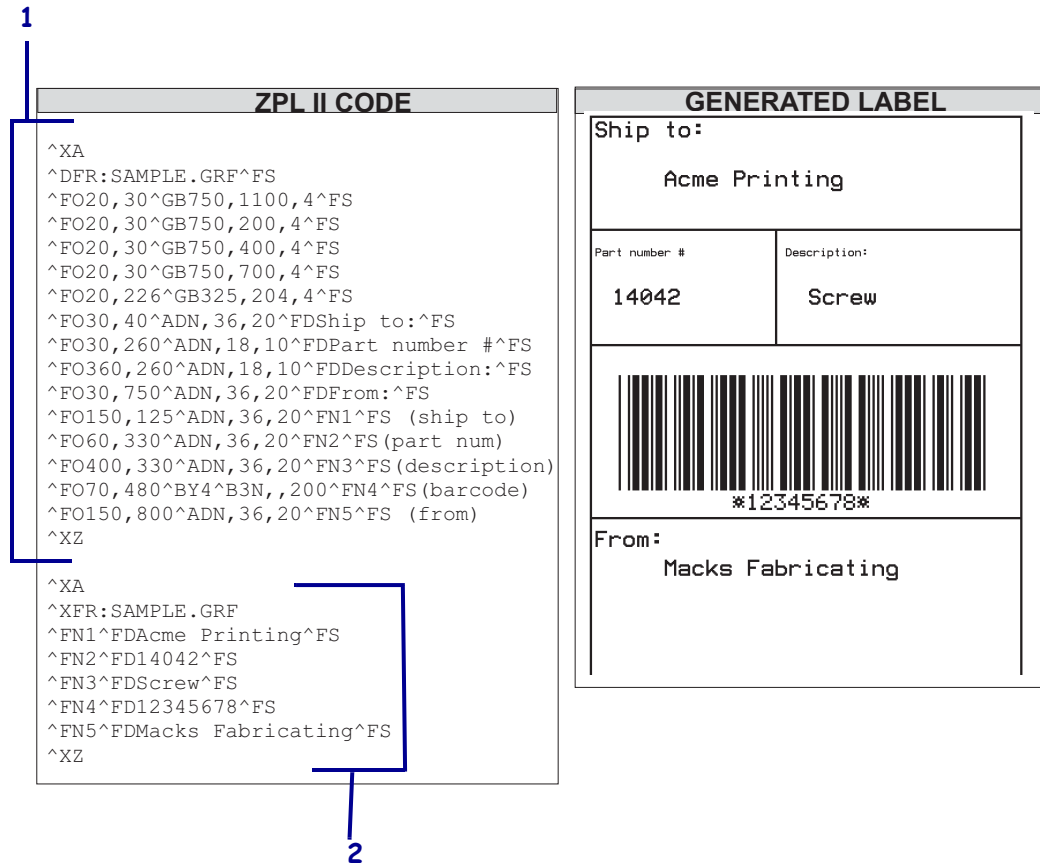 1
ZPL II CODE
^XA
^DFR:SAMPLE.GRF^FS
^FO20,30^GB750,1100,4^FS
^FO20,30^GB750,200,4^FS
^FO20,30^GB750,400,4^FS
^FO20,30^GB750,700,4^FS
^FO20,226^GB325,204,4^FS
^FO30,40^ADN,36,20^FDShip to:^FS
^FO30,260^ADN,18,10^FDPart number #^FS
^FO360,260^ADN,18,10^FDDescription:^FS
^FO30,750^ADN,36,20^FDFrom:^FS
^FO150,125^ADN,36,20^FN1^FS (ship to)
^FO60,330^ADN,36,20^FN2^FS(part num)
^FO400,330^ADN,36,20^FN3^FS(description)
^FO70,480^BY4^B3N,,200^FN4^FS(barcode)
^FO150,800^ADN,36,20^FN5^FS (from)
^XZ
^XA
^XFR:SAMPLE.GRF
^FN1^FDAcme Printing^FS
^FN2^FD14042^FS
^FN3^FDScrew^FS
^FN4^FD12345678^FS
^FN5^FDMacks Fabricating^FS
^XZ
2
GENERATED LABEL
Ship to:
Acme Printing
Part number #
Description:
14042
Screw
*12345678*
From:
Macks Fabricating